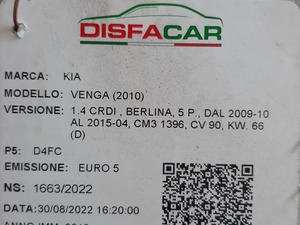 DISFACAR
MARCA: KIA
MODELLO: VENGA (2010)
VERSIONE: 1.4 CRDI , BERLINA, 5 P., DAL 2009-10
AL 2015-04, CM3 1396, CV 90, KW. 66
(D)
P5: D4FC
EMISSIONE: EURO 5
NS: 1663/2022
DATA:30/08/2022 16:20:00